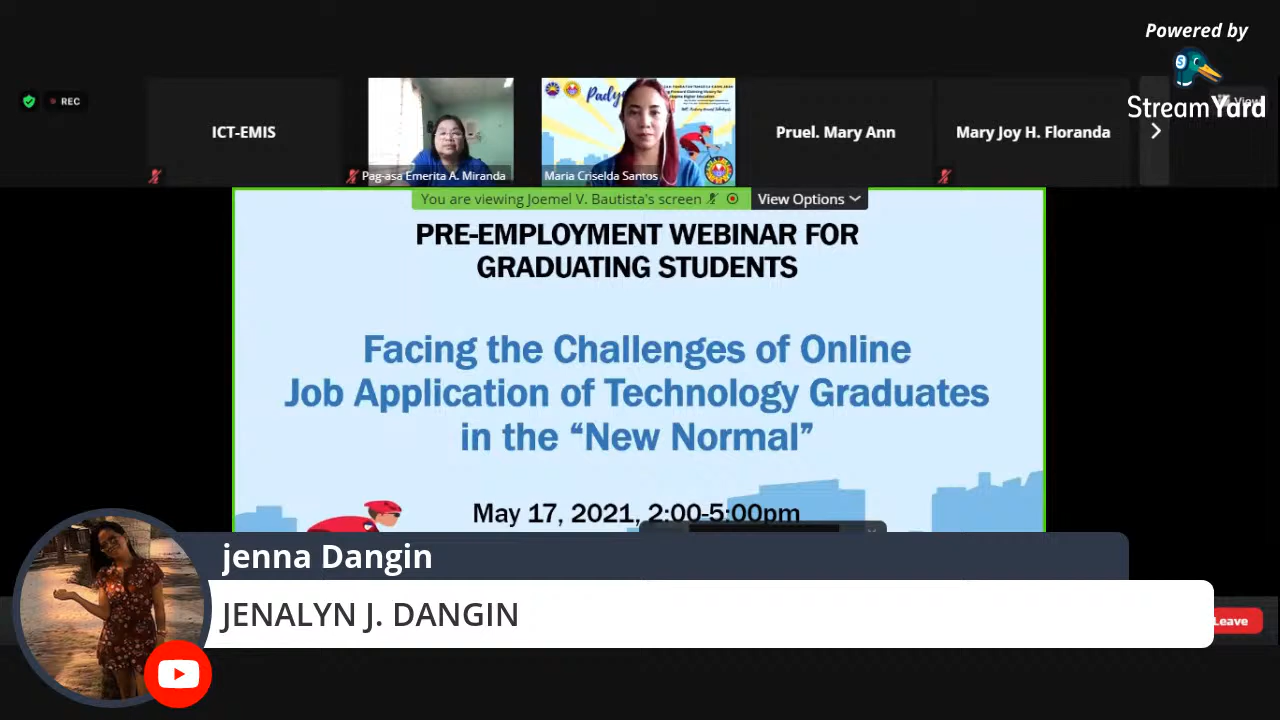 Powered by
StreamYard
REC
View
ICT-EMIS
Pag-asa Emerita A. Miranda
Padya
Maria Criselda Santos
Pruel. Mary Ann
Mary Joy H. Floranda
You are viewing Joemel V. Bautista's screen
View Options
PRE-EMPLOYMENT WEBINAR FOR
GRADUATING STUDENTS
Facing the Challenges of Online
Job Application of Technology Graduates
in the “New Normal”
May 17, 2021, 2:00-5:00pm
jenna Dangin
JENALYN J. DANGIN
Leave